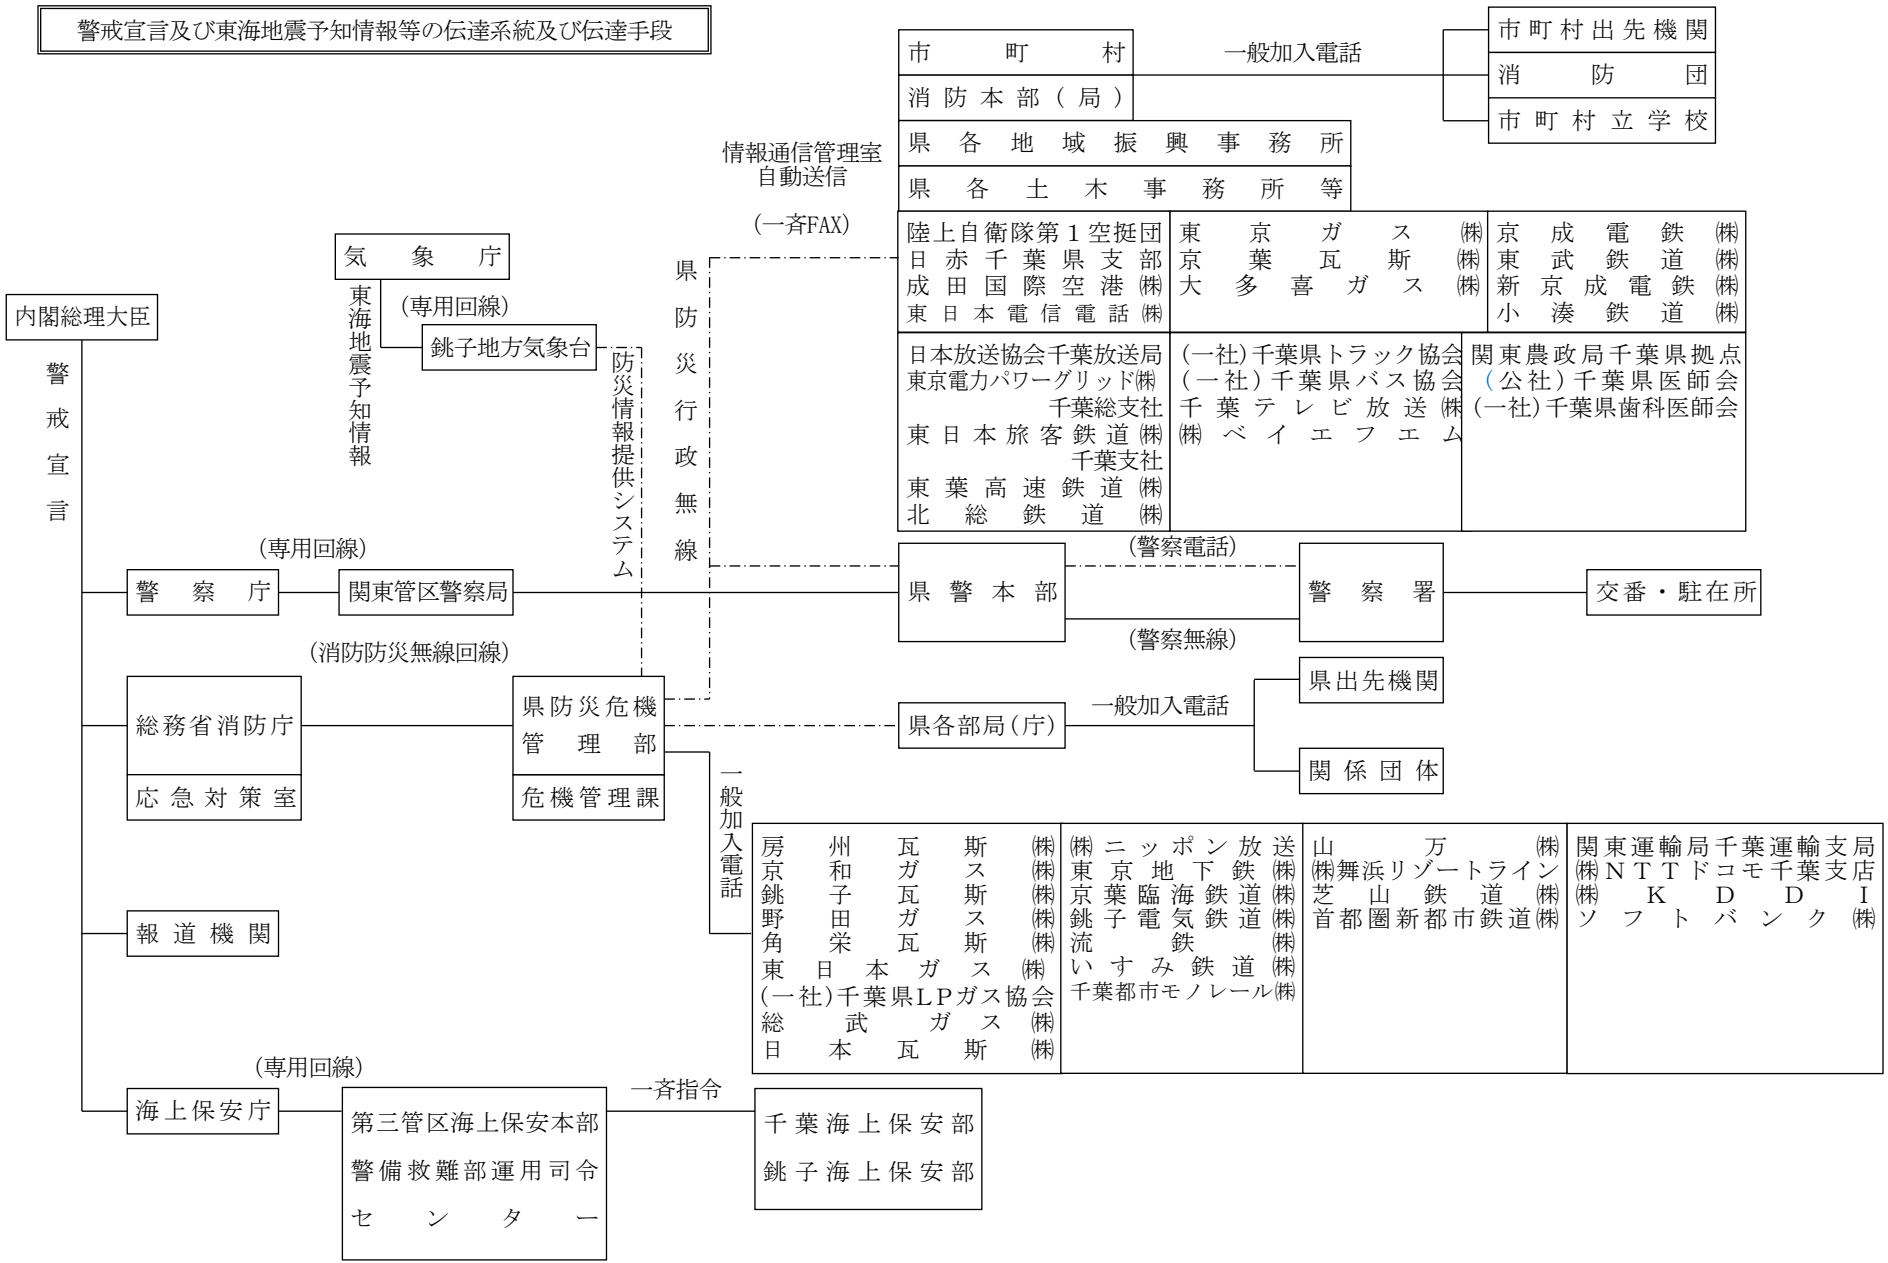 警戒宣言及び東海地震予知情報等の伝達系統及び伝達手段
市町村
消防本部(局)
一般加入電話
市町村出先機関
消防団
市町村立学校
県各地域振興事務所
県各土木事務所等
情報通信管理室
自動送信
(一斉FAX)
陸上自衛隊第１空挺団
日赤千葉県支部
成田国際空港㈱
東日本電信電話㈱
東京ガス㈱
京葉瓦斯㈱
大多喜ガス㈱
京成電鉄㈱
東武鉄道㈱
新京成電鉄㈱
小湊鉄道㈱
日本放送協会千葉放送局
東京電力パワーグリッド㈱
千葉総支社
東日本旅客鉄道㈱
千葉支社
東葉高速鉄道㈱
北総鉄道㈱
(一社)千葉県トラック協会
(一社)千葉県バス協会
千葉テレビ放送㈱
㈱ベイエフエム
関東農政局千葉県拠点
(公社)千葉県医師会
(一社)千葉県歯科医師会
気象庁
東海地震予知情報
(専用回線)
銚子地方気象台
防災情報提供システム
県防災行政無線
内閣総理大臣
警戒宣言
(専用回線)
警察庁
関東管区警察局
県警本部
(警察電話)
(警察無線)
警察署
交番・駐在所
(消防防災無線回線)
総務省消防庁
応急対策室
県防災危機
管理部
危機管理課
県各部局(庁)
一般加入電話
県出先機関
関係団体
一般加入電話
房州瓦斯㈱
京和ガス㈱
銚子瓦斯㈱
野田ガス㈱
角栄瓦斯㈱
東日本ガス㈱
(一社)千葉県LPガス協会
総武ガス㈱
日本瓦斯㈱
㈱ニッポン放送
東京地下鉄㈱
京葉臨海鉄道㈱
銚子電気鉄道㈱
流鉄㈱
いすみ鉄道㈱
千葉都市モノレール㈱
山万㈱
㈱舞浜リゾートライン
芝山鉄道㈱
首都圏新都市鉄道㈱
関東運輸局千葉運輸支局
㈱ＮＴＴドコモ千葉支店
㈱ＫＤＤＩ
ソフトバンク㈱
報道機関
(専用回線)
海上保安庁
第三管区海上保安本部
警備救難部運用司令
センター
一斉指令
千葉海上保安部
銚子海上保安部